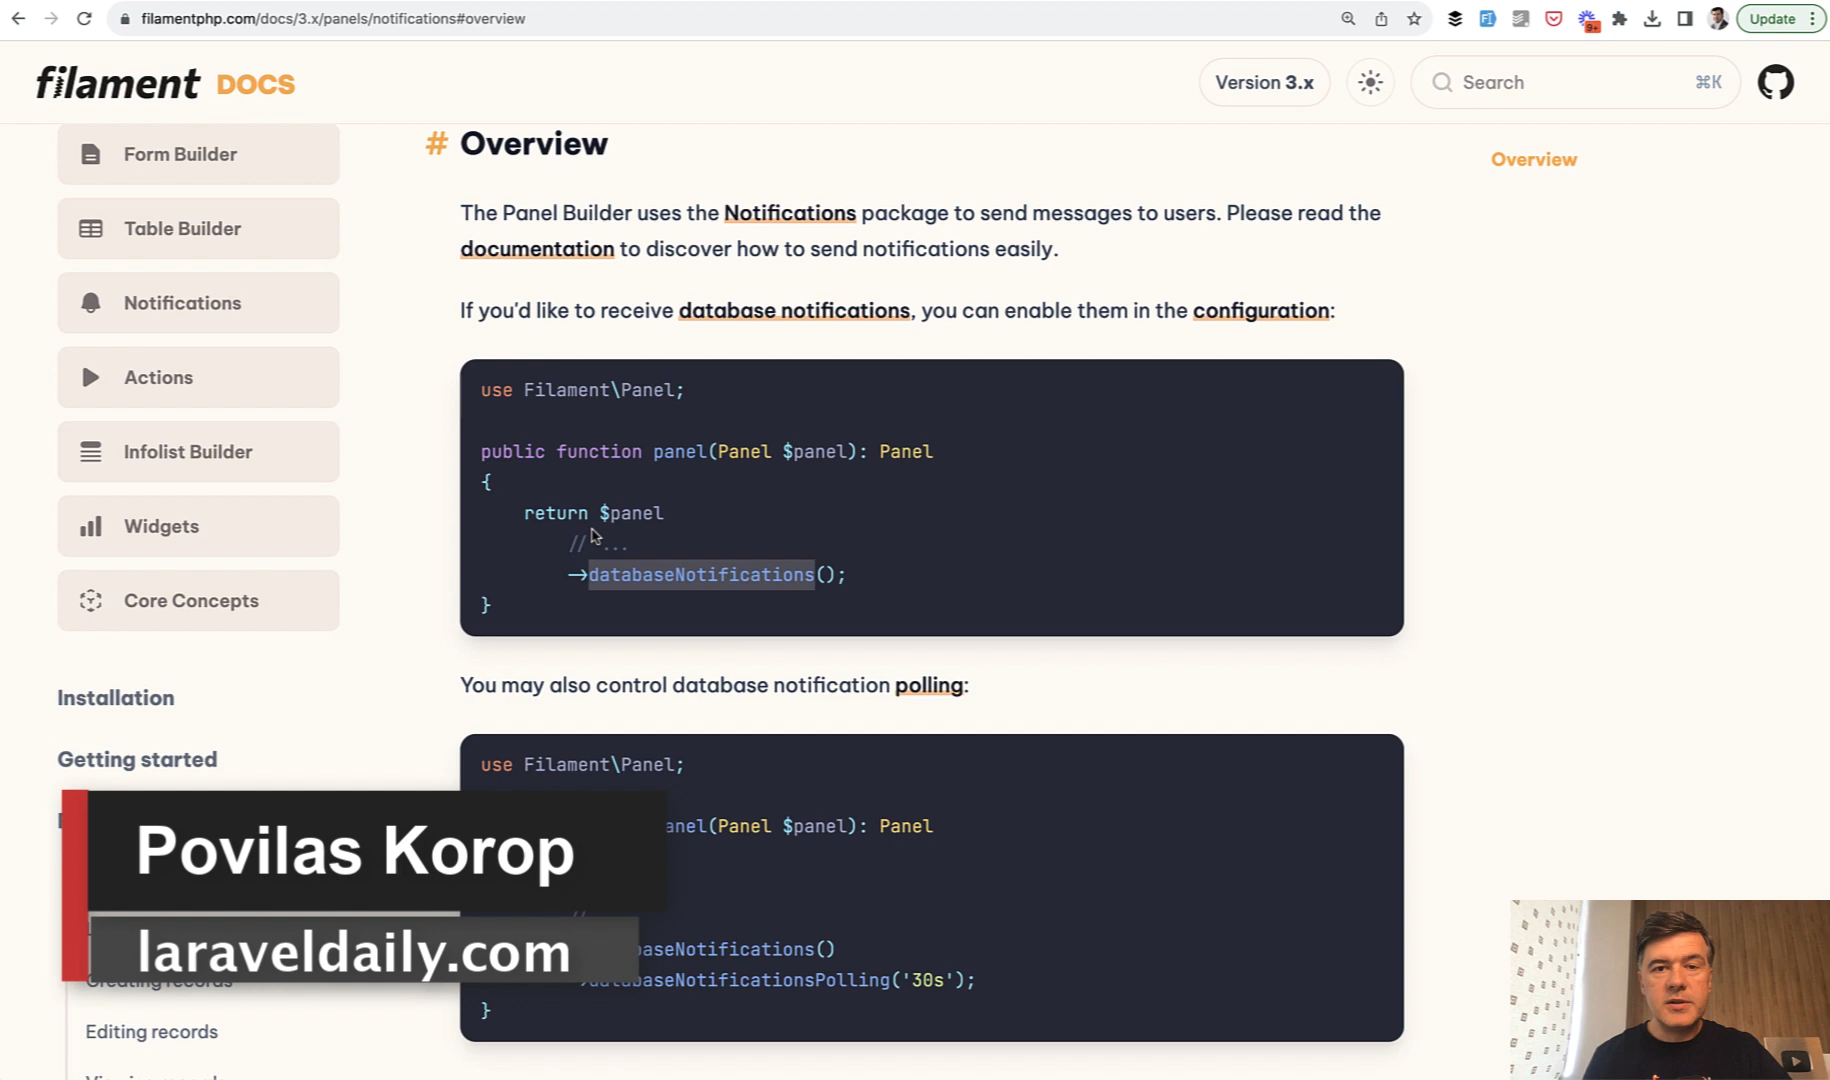 filamentphp.com/docs/3.x/panels/notifications#overview
9+
Update
filament DOCS
Version 3.x
Search
⌘K
Form Builder
Table Builder
Notifications
Actions
Infolist Builder
Widgets
Core Concepts
Installation
Getting started
Creating records
Editing records
# Overview
The Panel Builder uses the Notifications package to send messages to users. Please read the
documentation to discover how to send notifications easily.
If you'd like to receive database notifications, you can enable them in the configuration:
use Filament\Panel;
public function panel(Panel $panel): Panel
{
return $panel
// ...
->databaseNotifications();
}
You may also control database notification polling:
use Filament\Panel;
anel(Panel $panel): Panel
//
baseNotifications()
baseNotificationsPolling('30s');
}
Overview
Povilas Korop
laraveldaily.com